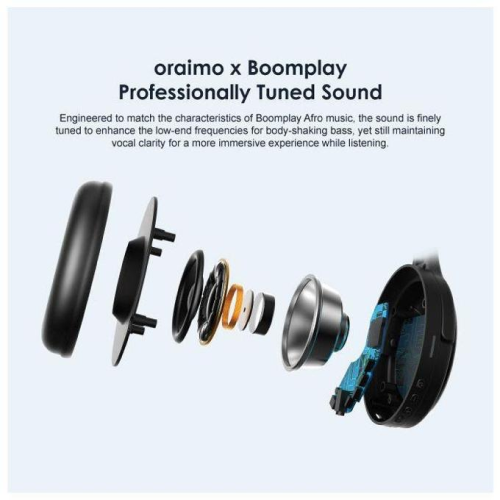 oraimo x Boomplay
Professionally Tuned Sound
Engineered to match the characteristics of Boomplay Afro music, the sound is finely
tuned to enhance the low-end frequencies for body-shaking bass, yet still maintaining
vocal clarity for a more immersive experience while listening.